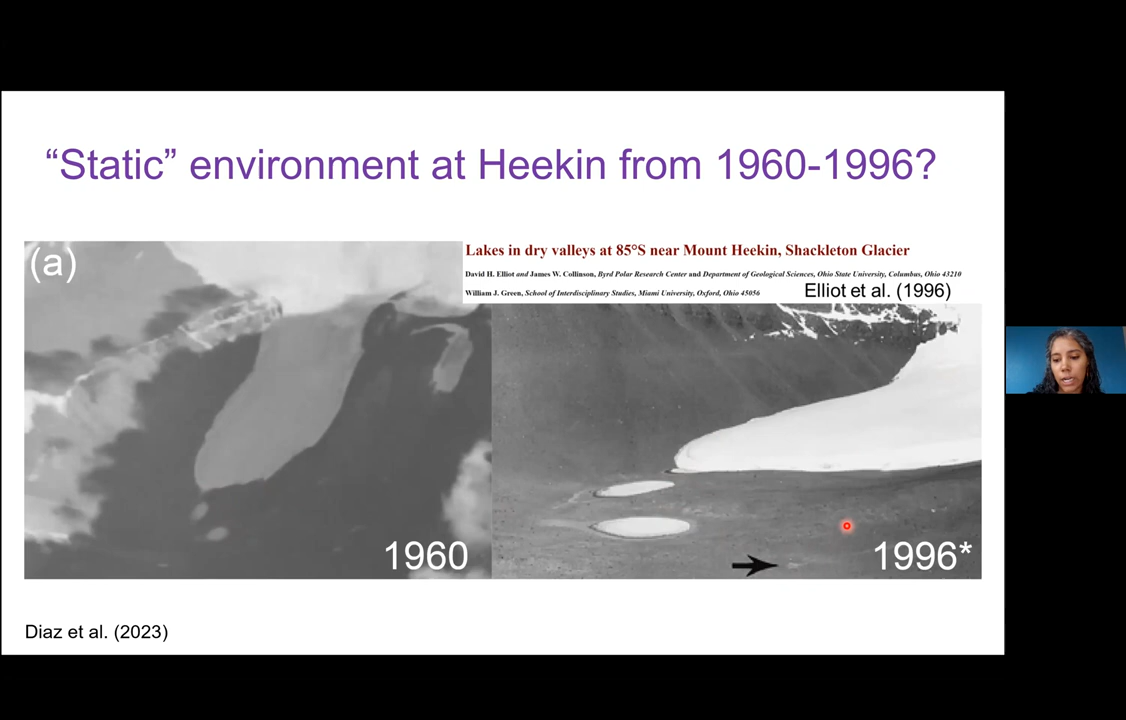 “Static” environment at Heekin from 1960-1996?
(a)
Lakes in dry valleys at 85°S near Mount Heekin, Shackleton Glacier
David H. Elliot and James W. Collinson, Byrd Polar Research Center and Department of Geological Sciences, Ohio State University, Columbus, Ohio 43210
William J. Green, School of Interdisciplinary Studies, Miami University, Oxford, Ohio 45056
Elliot et al. (1996)
1960
1996*
Diaz et al. (2023)